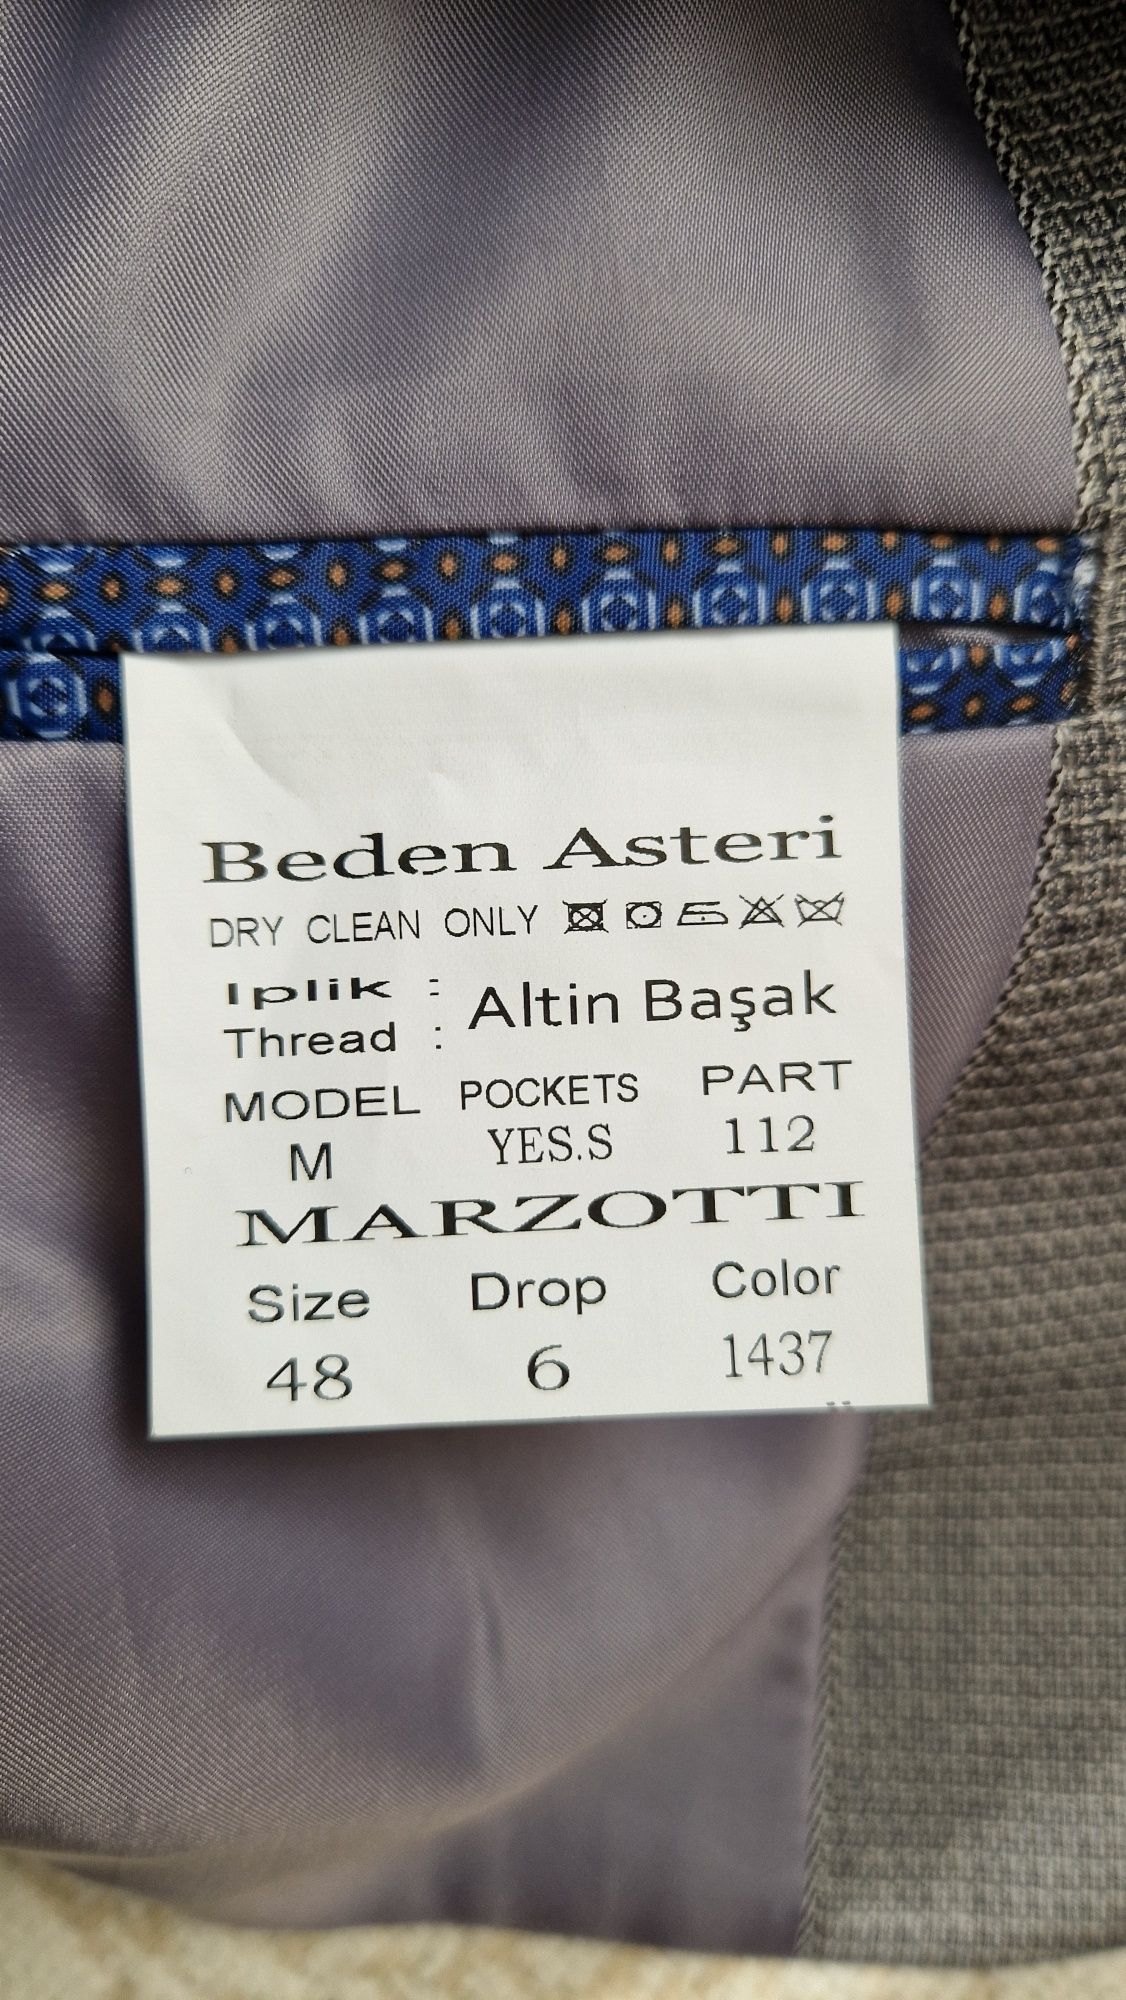 Beden Asteri
DRY CLEAN ONLY
Iplik :
Thread : Altin Başak
MODEL POCKETS PART
M YES.S 112
MARZOTTI
Size Drop Color
48 6 1437